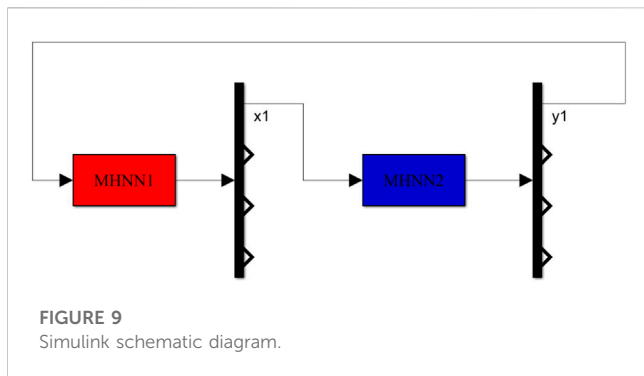 x1
y1
MHNN1
MHNN2
FIGURE 9
Simulink schematic diagram.